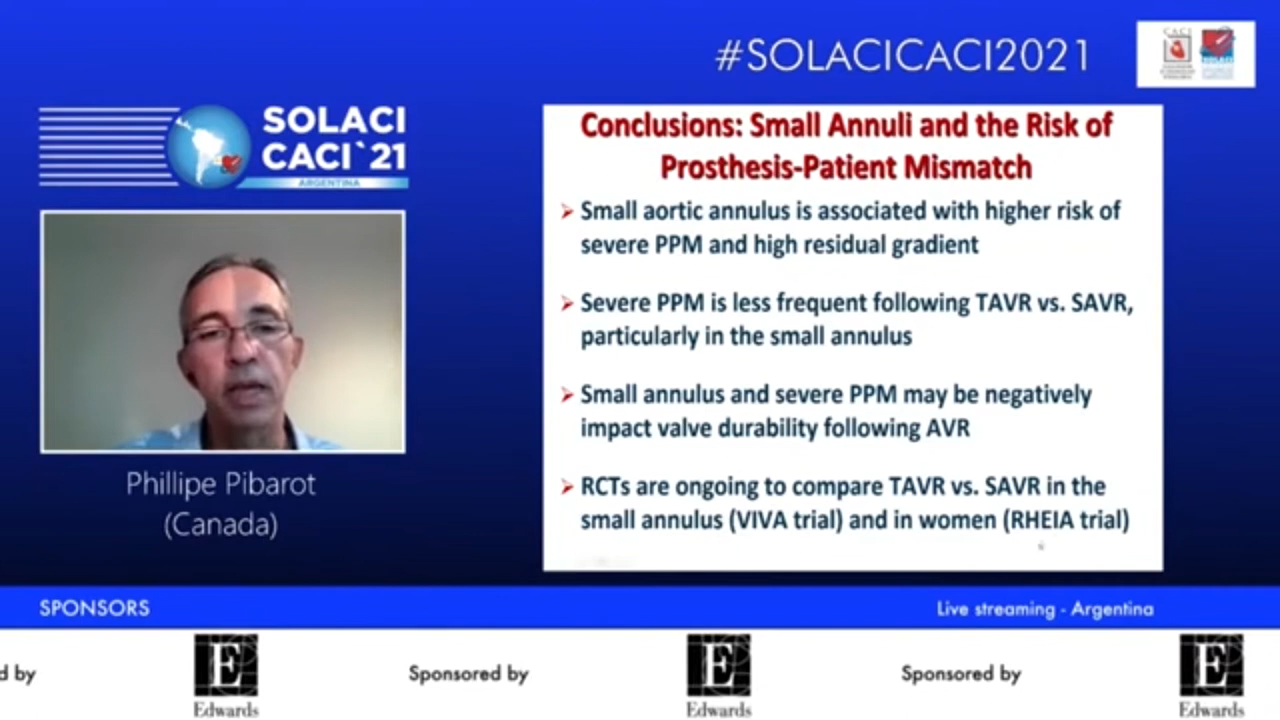 #SOLACICACI2021
CACI
SOLACI
SOLACI
CACI`21
ARGENTINA
Phillipe Pibarot
(Canada)
Conclusions: Small Annuli and the Risk of
Prosthesis-Patient Mismatch
➢ Small aortic annulus is associated with higher risk of
severe PPM and high residual gradient
➢ Severe PPM is less frequent following TAVR vs. SAVR,
particularly in the small annulus
➢ Small annulus and severe PPM may be negatively
impact valve durability following AVR
➢ RCTs are ongoing to compare TAVR vs. SAVR in the
small annulus (VIVA trial) and in women (RHEIA trial)
SPONSORS
Live streaming - Argentina
d by
E
Edwards
Sponsored by
E
Edwards
Sponsored by
E
Edwards